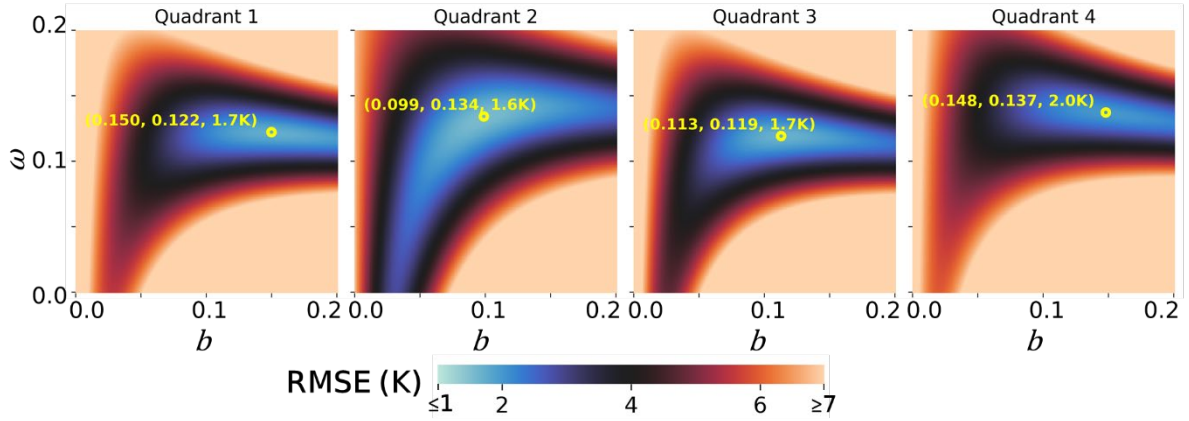 Quadrant 1 Quadrant 2 Quadrant 3 Quadrant 4
0.2
(0.150, 0.122, 1.7K) (0.099, 0.134, 1.6K) (0.113, 0.119, 1.7K) (0.148, 0.137, 2.0K)
ω 0.1
0.0
0.0 0.1 0.2 0.0 0.1 0.2 0.0 0.1 0.2 0.0 0.1 0.2
b b b b
RMSE (K)
≤1 2 4 6 ≥7